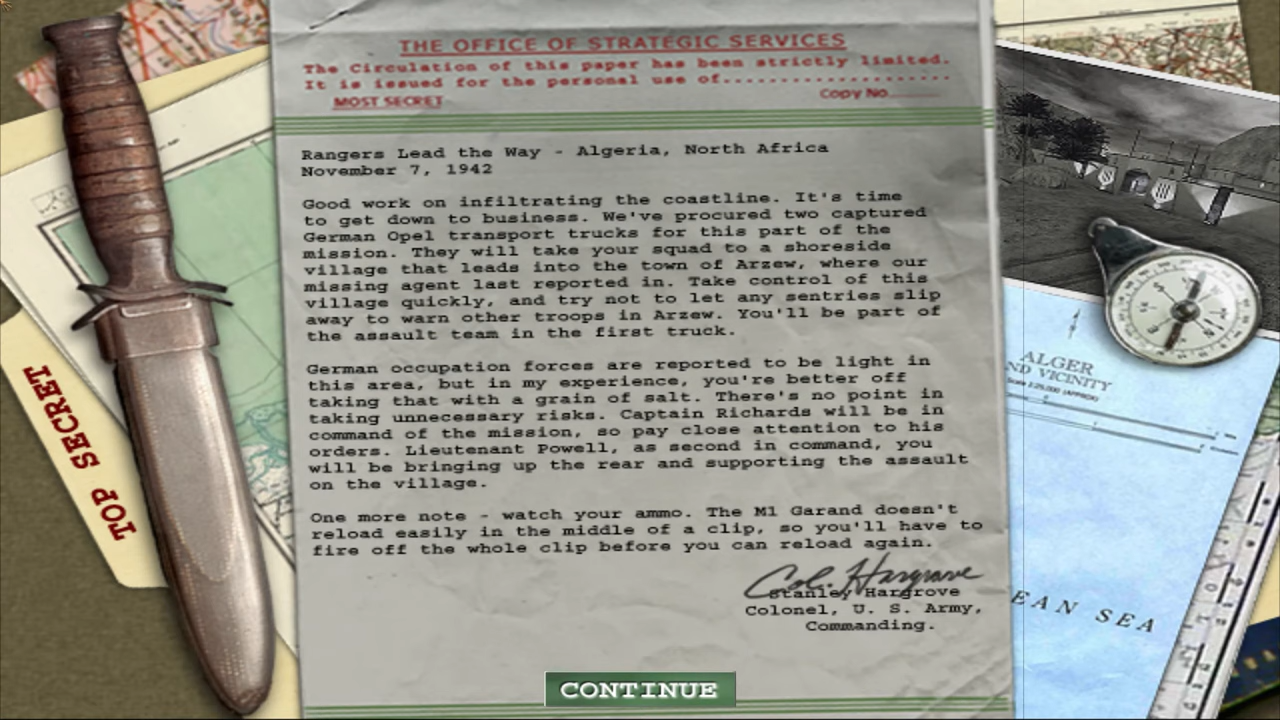 THE OFFICE OF STRATEGIC SERVICES
The Circulation of this paper has been strictly limited.
It is issued for the personal use of......................
MOST SECRET
Copy No..........
Rangers Lead the Way - Algeria, North Africa
November 7, 1942
Good work on infiltrating the coastline. It's time
to get down to business. We've procured two captured
German Opel transport trucks for this part of the
mission. They will take your squad to a shoreside
village that leads into the town of Arzew, where our
missing agent last reported in. Take control of this
village quickly, and try not to let any sentries slip
away to warn other troops in Arzew. You'll be part of
the assault team in the first truck.
German occupation forces are reported to be light in
this area, but in my experience, you're better off
taking that with a grain of salt. There's no point in
taking unnecessary risks. Captain Richards will be in
command of the mission, so pay close attention to his
orders. Lieutenant Powell, as second in command, you
will be bringing up the rear and supporting the assault
on the village.
One more note - watch your ammo. The M1 Garand doesn't
reload easily in the middle of a clip, so you'll have to
fire off the whole clip before you can reload again.
Col. Hargrove
Stanley Hargrove
Colonel, U. S. Army,
Commanding.
CONTINUE
TOP SECRET
ALGER
ND VICINITY
EAN SEA